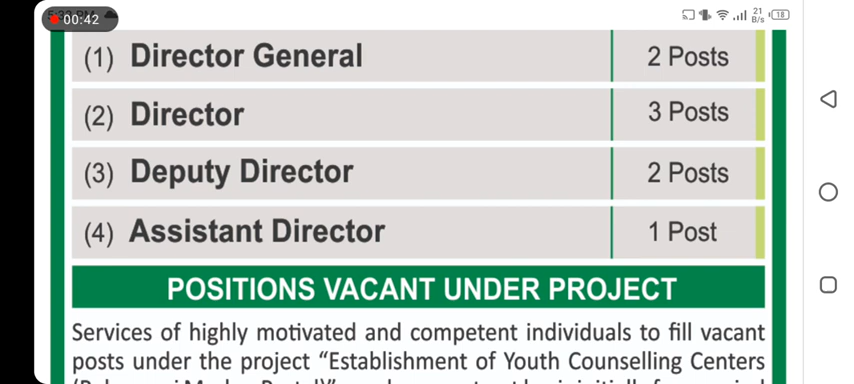 00:42
21
B/s
18
(1) Director General 2 Posts
(2) Director 3 Posts
(3) Deputy Director 2 Posts
(4) Assistant Director 1 Post
POSITIONS VACANT UNDER PROJECT
Services of highly motivated and competent individuals to fill vacant
posts under the project “Establishment of Youth Counselling Centers